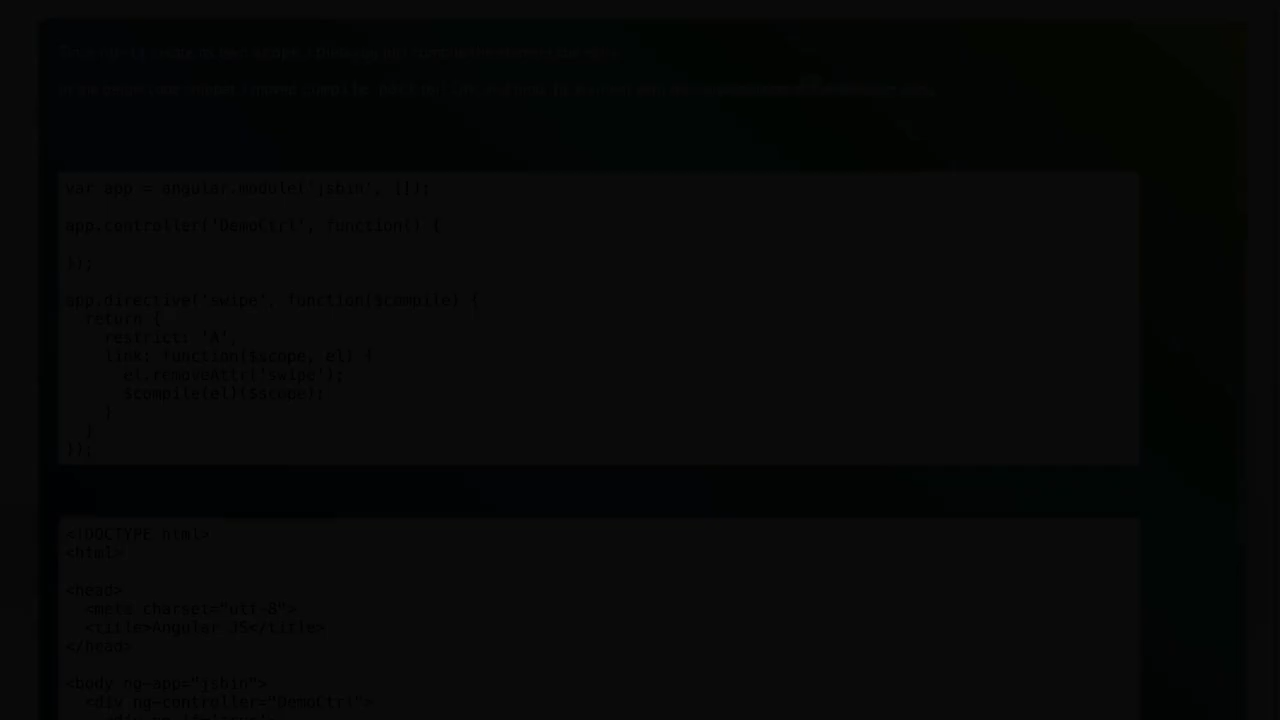 var app = angular.module('jsbin', []);
app.controller('DemoCtrl', function() {
});
app.directive('swipe', function($compile) {
return {
restrict: 'A',
link: function($scope, el) {
el.removeAttr('swipe');
$compile(el)($scope);
}
}
});
<!DOCTYPE html>
<html>
<head>
<meta charset="utf-8">
<title>Angular JS</title>
</head>
<body ng-app="jsbin">
<div ng-controller="DemoCtrl">